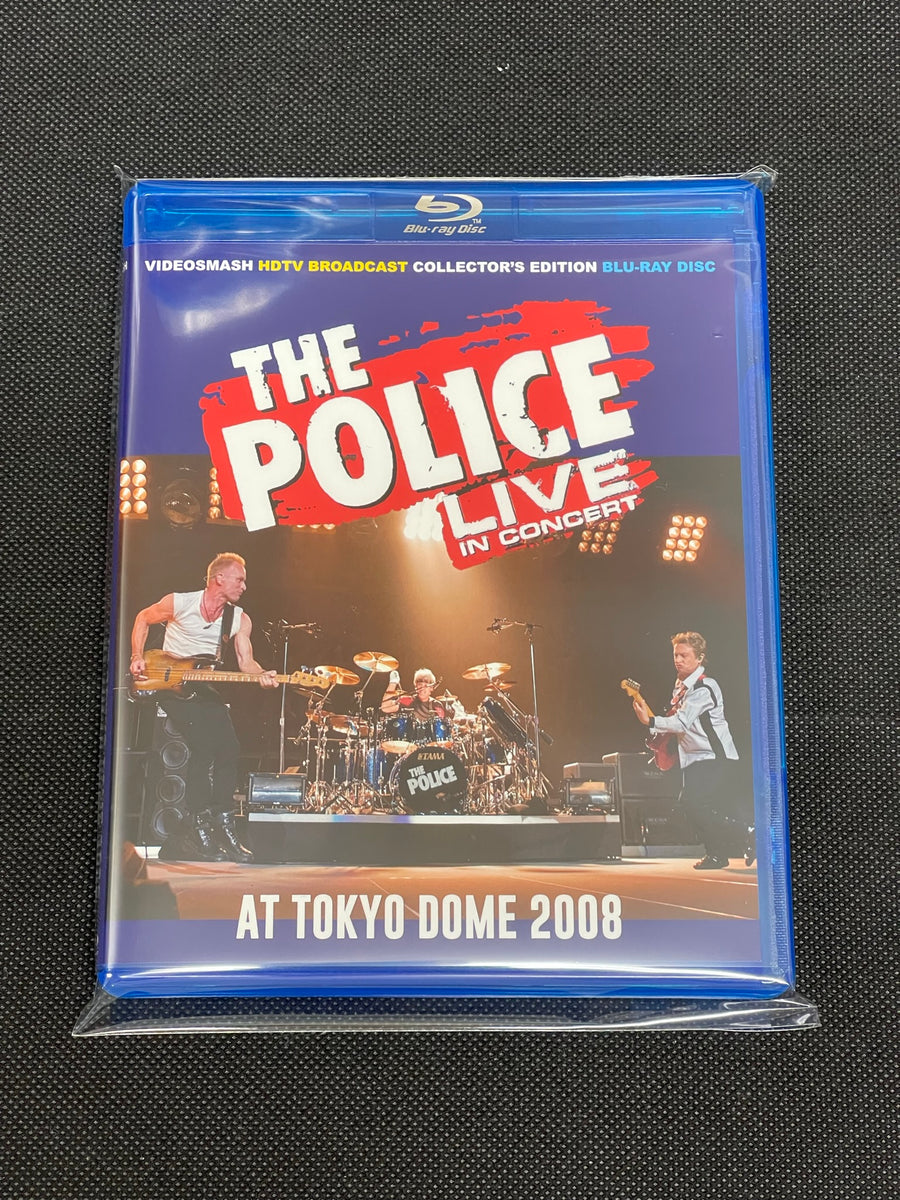 Blu-ray Disc
TM
VIDEOSMASH HDTV BROADCAST COLLECTOR'S EDITION BLU-RAY DISC
THE
POLICE
LIVE
IN CONCERT
TAMA
THE
POLICE
AT TOKYO DOME 2008